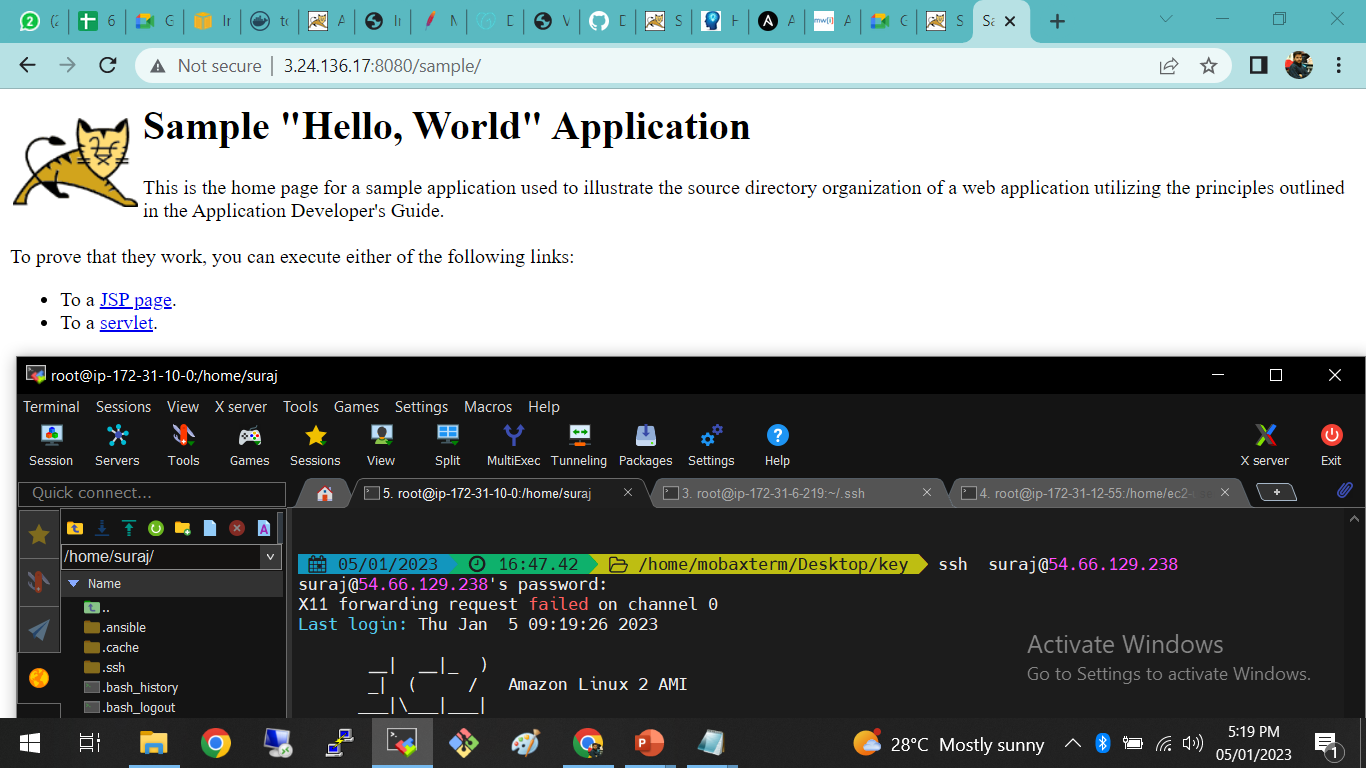 (2
6
G
In
to
A
In
M
D
V
D
S
H
A
A
G
S
Sa
Not secure 3.24.136.17:8080/sample/
Sample "Hello, World" Application
This is the home page for a sample application used to illustrate the source directory organization of a web application utilizing the principles outlined
in the Application Developer's Guide.
To prove that they work, you can execute either of the following links:
To a JSP page.
To a servlet.
root@ip-172-31-10-0:/home/suraj
Terminal Sessions View X server Tools Games Settings Macros Help
Session Servers Tools Games Sessions View Split MultiExec Tunneling Packages Settings Help X server Exit
Quick connect...
5. root@ip-172-31-10-0:/home/suraj 3. root@ip-172-31-6-219:~/.ssh 4. root@ip-172-31-12-55:/home/ec2-
/home/suraj/
Name
..
.ansible
.cache
.ssh
.bash_history
.bash_logout
05/01/2023 16:47.42 /home/mobaxterm/Desktop/key ssh suraj@54.66.129.238
suraj@54.66.129.238's password:
X11 forwarding request failed on channel 0
Last login: Thu Jan  5 09:19:26 2023
__|  __|_  )
_|  (     /   Amazon Linux 2 AMI
___|\___|___|
Activate Windows
Go to Settings to activate Windows.
28°C Mostly sunny
5:19 PM
05/01/2023
1